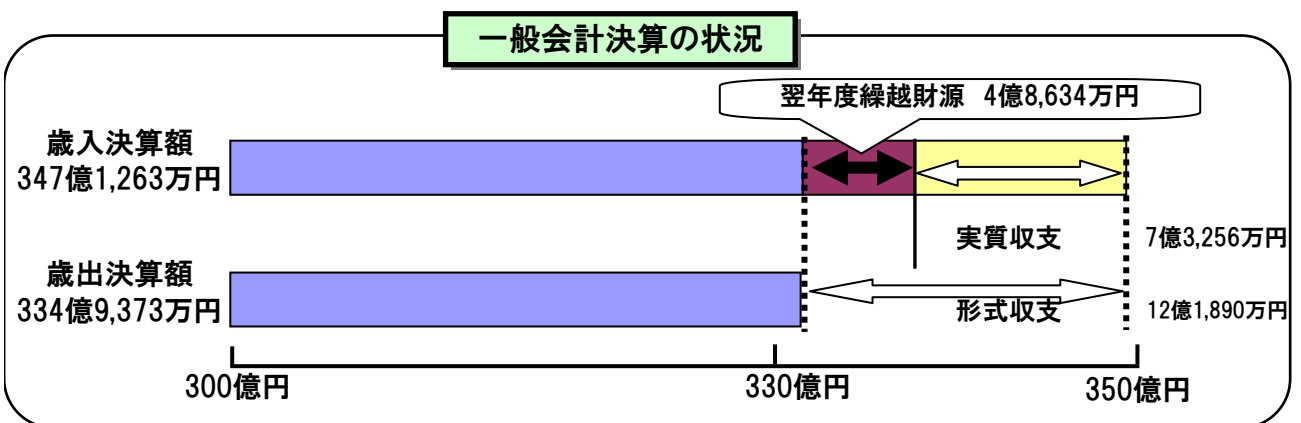 一般会計決算の状況
翌年度繰越財源 4億8,634万円
歳入決算額
347億1,263万円
実質収支 7億3,256万円
歳出決算額
334億9,373万円
形式収支 12億1,890万円
300億円 330億円 350億円